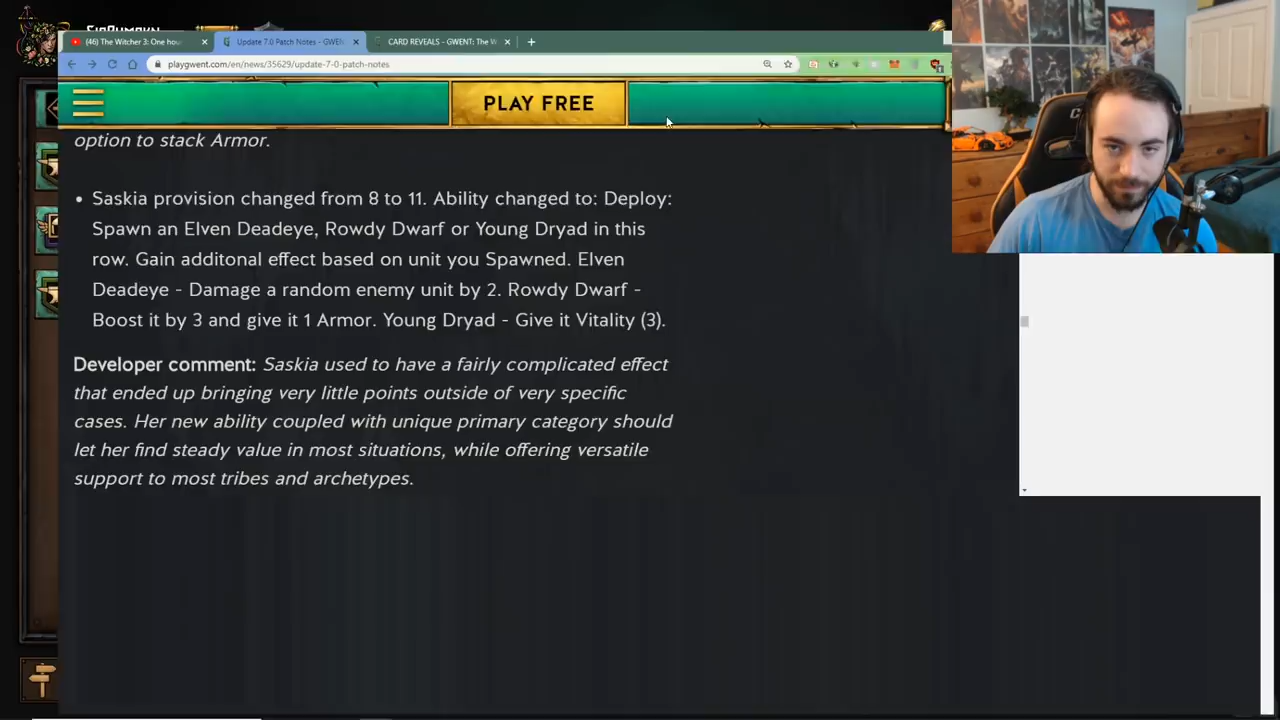 (46) The Witcher 3: One hou
Update 7.0 Patch Notes - GWEN
CARD REVEALS - GWENT: The W
playgwent.com/en/news/35629/update-7-0-patch-notes
PLAY FREE
option to stack Armor.
• Saskia provision changed from 8 to 11. Ability changed to: Deploy:
Spawn an Elven Deadeye, Rowdy Dwarf or Young Dryad in this
row. Gain additonal effect based on unit you Spawned. Elven
Deadeye - Damage a random enemy unit by 2. Rowdy Dwarf -
Boost it by 3 and give it 1 Armor. Young Dryad - Give it Vitality (3).
Developer comment: Saskia used to have a fairly complicated effect
that ended up bringing very little points outside of very specific
cases. Her new ability coupled with unique primary category should
let her find steady value in most situations, while offering versatile
support to most tribes and archetypes.